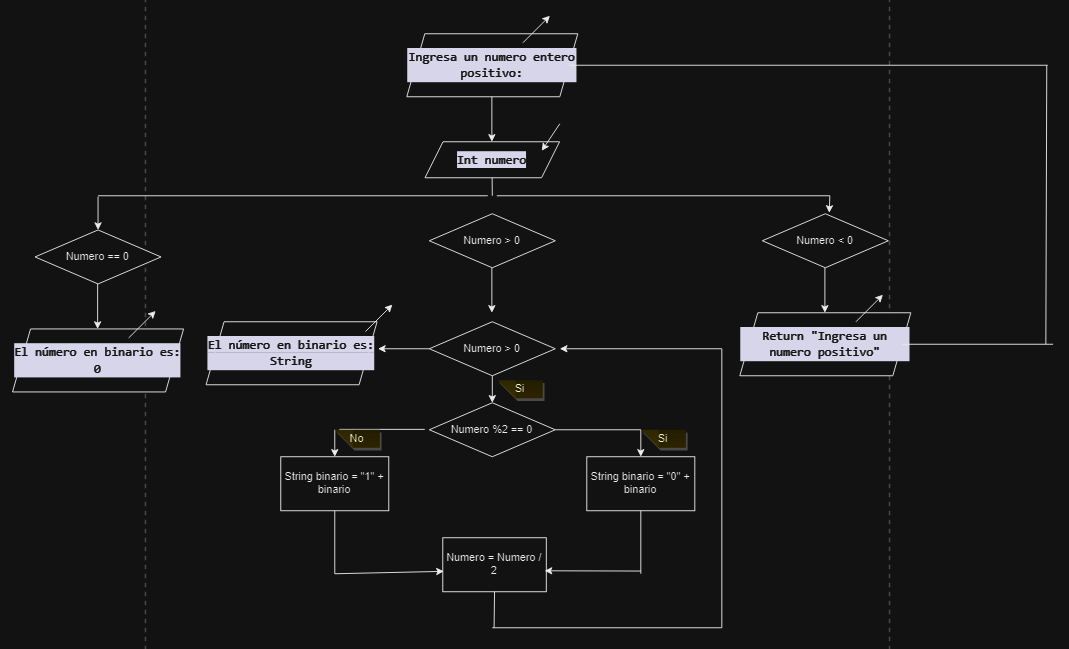 Ingresa un numero entero
positivo:
Int numero
Numero == 0
Numero > 0
Numero < 0
El número en binario es:
0
El número en binario es:
String
Numero > 0
Return "Ingresa un
numero positivo"
Si
Numero %2 == 0
No
Si
String binario = "1" +
binario
String binario = "0" +
binario
Numero = Numero /
2